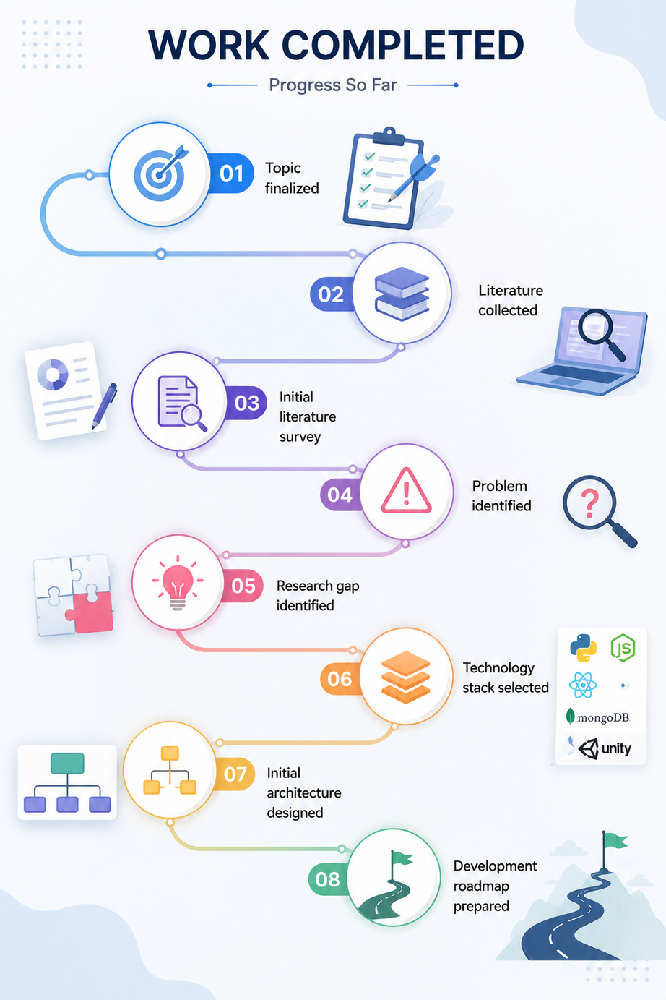 WORK COMPLETED
Progress So Far
01
Topic
finalized
02
Literature
collected
03
Initial
literature
survey
04
Problem
identified
?
05
Research gap
identified
06
Technology
stack selected
JS
mongoDB
unity
07
Initial
architecture
designed
08
Development
roadmap
prepared